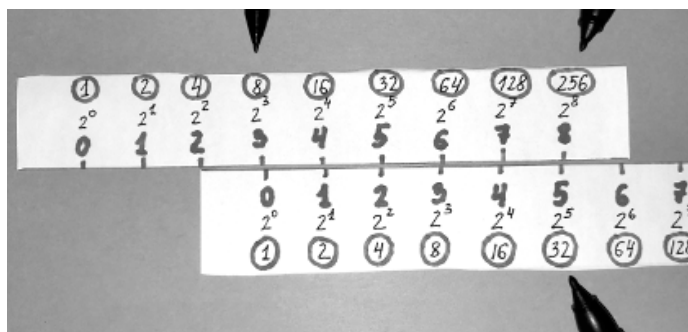 1 2 4 8 16 32 64 128 256
2⁰ 2¹ 2² 2³ 2⁴ 2⁵ 2⁶ 2⁷ 2⁸
0 1 2 3 4 5 6 7 8
0 1 2 3 4 5 6 7
2⁰ 2¹ 2² 2³ 2⁴ 2⁵ 2⁶
1 2 4 8 16 32 64 128